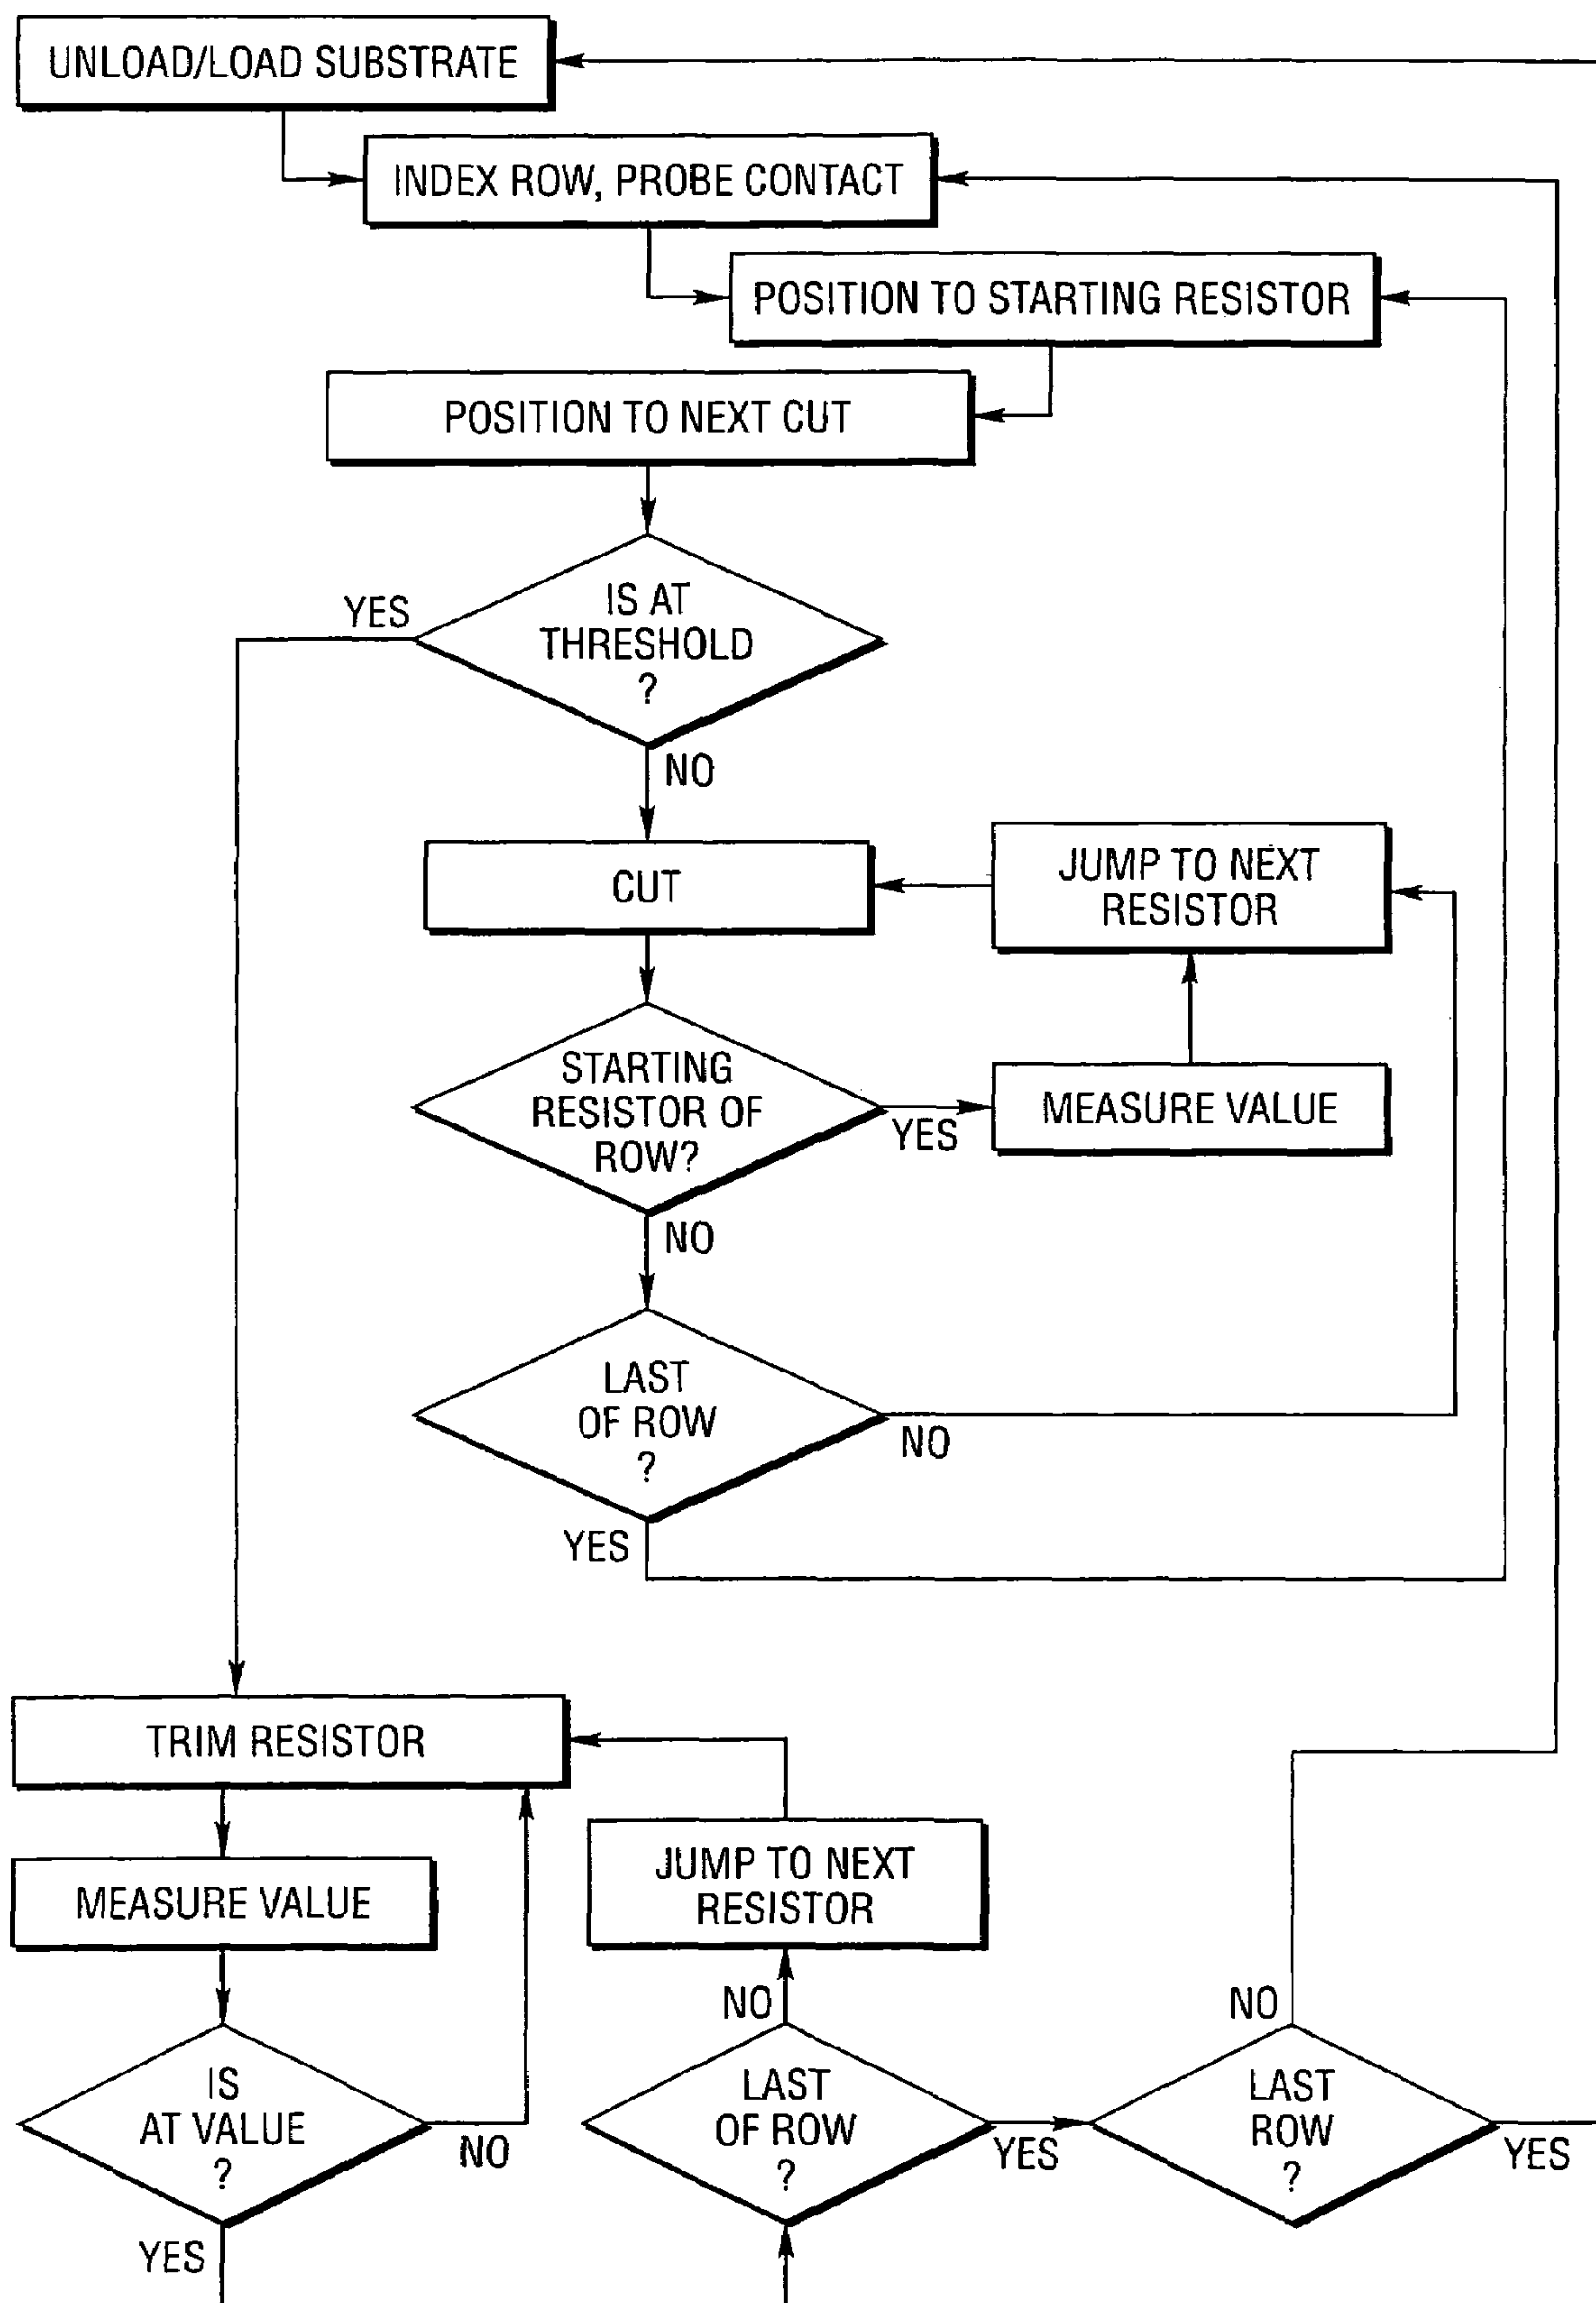 UNLOAD/LOAD SUBSTRATE
INDEX ROW, PROBE CONTACT
POSITION TO STARTING RESISTOR
POSITION TO NEXT CUT
IS AT
THRESHOLD
?
YES
NO
CUT
JUMP TO NEXT
RESISTOR
STARTING
RESISTOR OF
ROW?
YES
MEASURE VALUE
NO
LAST
OF ROW
?
NO
YES
TRIM RESISTOR
MEASURE VALUE
JUMP TO NEXT
RESISTOR
IS
AT VALUE
?
NO
YES
NO
LAST
OF ROW
?
YES
NO
LAST
ROW
?
YES